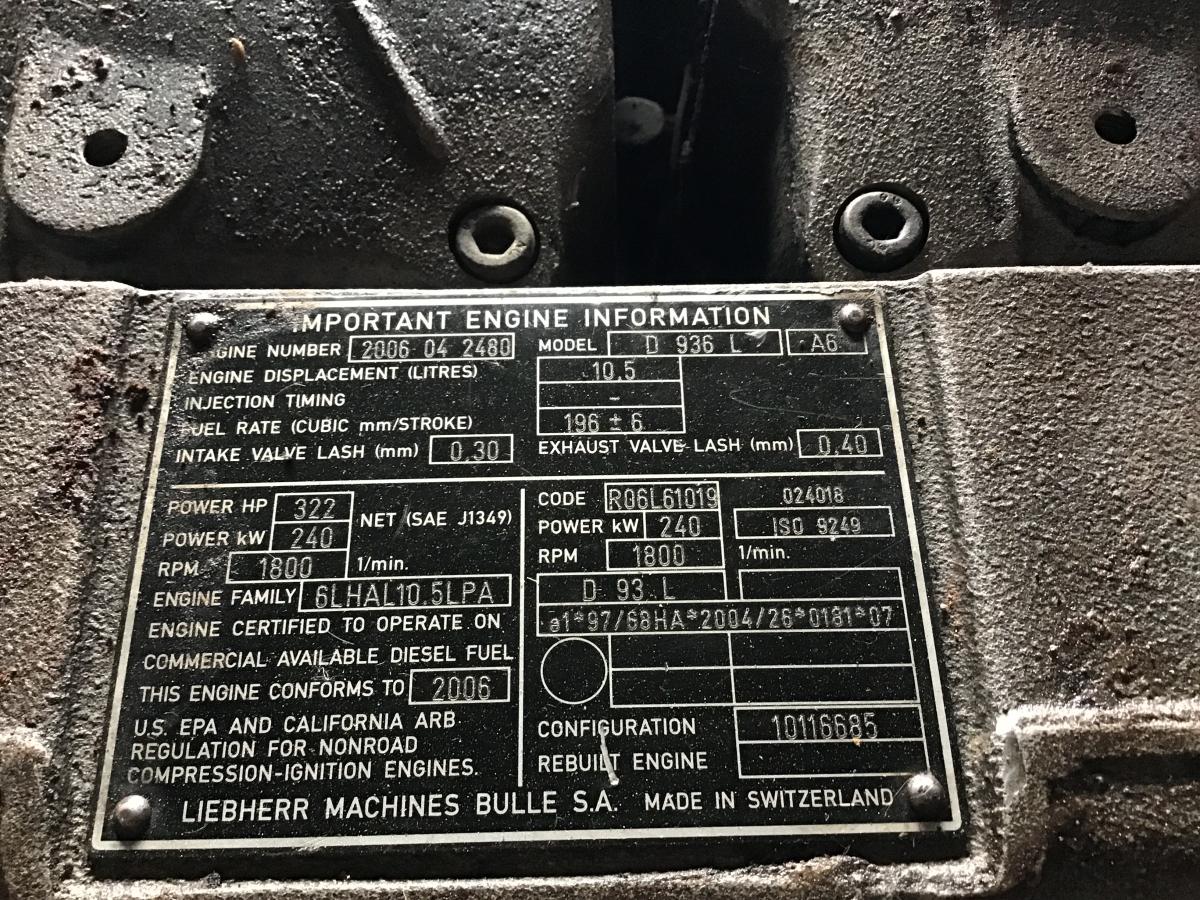 IMPORTANT ENGINE INFORMATION
ENGINE NUMBER 2006 04 2480 MODEL D 936 L A6
ENGINE DISPLACEMENT (LITRES) 10.5
INJECTION TIMING -
FUEL RATE (CUBIC mm/STROKE) 196 ± 6
INTAKE VALVE LASH (mm) 0.30 EXHAUST VALVE LASH (mm) 0.40
POWER HP 322 NET (SAE J1349)
POWER kW 240
RPM 1800 1/min.
ENGINE FAMILY 6LHAL10.5LPA
ENGINE CERTIFIED TO OPERATE ON
COMMERCIAL AVAILABLE DIESEL FUEL
THIS ENGINE CONFORMS TO 2006
U.S. EPA AND CALIFORNIA ARB
REGULATION FOR NONROAD
COMPRESSION-IGNITION ENGINES.
CODE R06L61019 024018
POWER kW 240 ISO 9249
RPM 1800 1/min.
D 93 L
e1*97/68HA*2004/26*0181*07
CONFIGURATION 10116685
REBUILT ENGINE
LIEBHERR MACHINES BULLE S.A. MADE IN SWITZERLAND